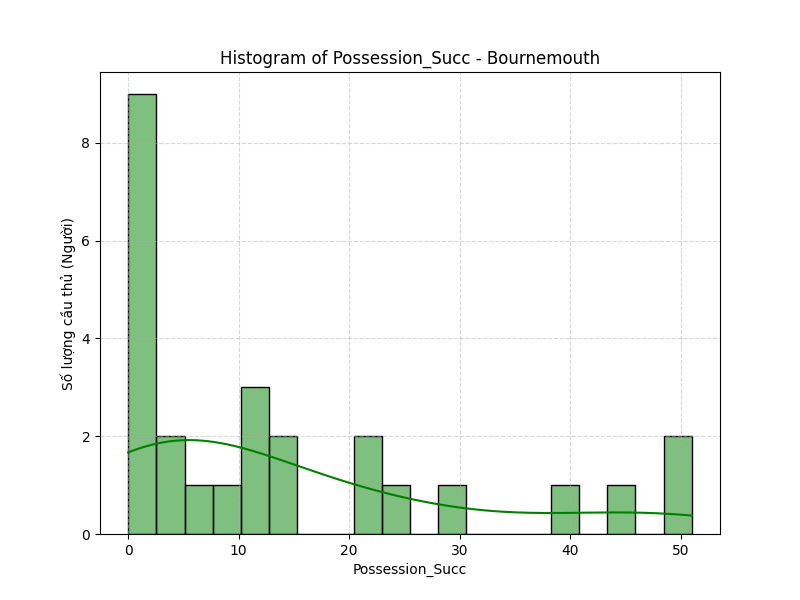 Histogram of Possession_Succ - Bournemouth
Số lượng cầu thủ (Người)
8
6
4
2
0
0 10 20 30 40 50
Possession_Succ